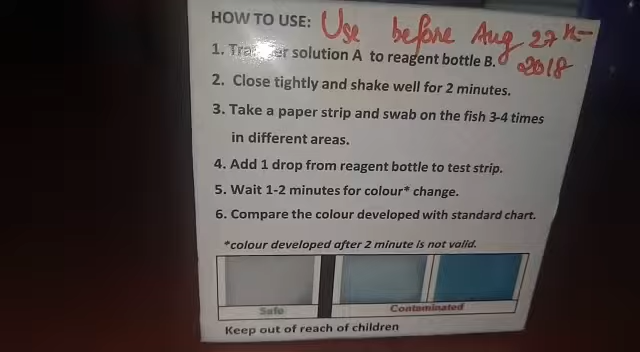 HOW TO USE: Use before Aug 27th
2018
1. Transfer solution A to reagent bottle B.
2. Close tightly and shake well for 2 minutes.
3. Take a paper strip and swab on the fish 3-4 times
in different areas.
4. Add 1 drop from reagent bottle to test strip.
5. Wait 1-2 minutes for colour* change.
6. Compare the colour developed with standard chart.
*colour developed after 2 minute is not valid.
Safe Contaminated
Keep out of reach of children